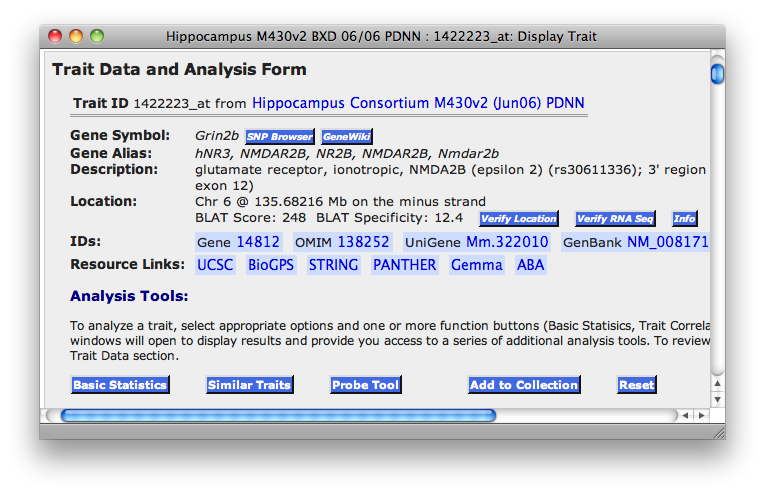 Hippocampus M430v2 BXD 06/06 PDNN : 1422223_at: Display Trait
Trait Data and Analysis Form
Trait ID 1422223_at from Hippocampus Consortium M430v2 (Jun06) PDNN
Gene Symbol: Grin2b SNP Browser GeneWiki
Gene Alias: hNR3, NMDAR2B, NR2B, NMDAR2B, Nmdar2b
Description: glutamate receptor, ionotropic, NMDA2B (epsilon 2) (rs30611336); 3' region
exon 12)
Location: Chr 6 @ 135.68216 Mb on the minus strand
BLAT Score: 248 BLAT Specificity: 12.4 Verify Location Verify RNA Seq Info
IDs: Gene 14812 OMIM 138252 UniGene Mm.322010 GenBank NM_008171
Resource Links: UCSC BioGPS STRING PANTHER Gemma ABA
Analysis Tools:
To analyze a trait, select appropriate options and one or more function buttons (Basic Statisics, Trait Correla
windows will open to display results and provide you access to a series of additional analysis tools. To review
Trait Data section.
Basic Statistics Similar Traits Probe Tool Add to Collection Reset